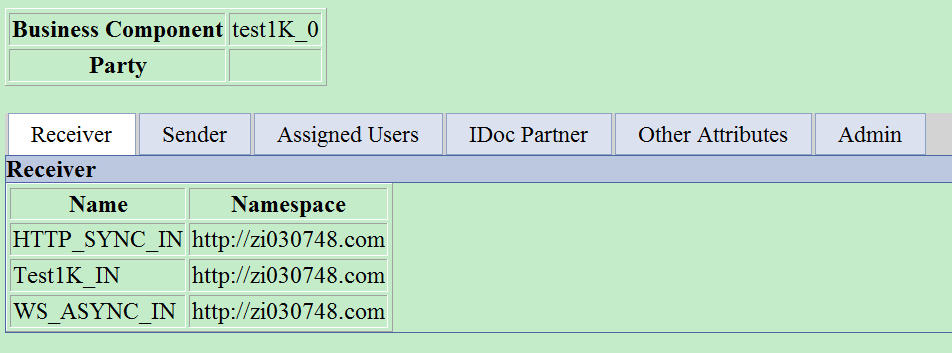 Business Component test1K_0
Party
Receiver Sender Assigned Users IDoc Partner Other Attributes Admin
Receiver
Name Namespace
HTTP_SYNC_IN http://zi030748.com
Test1K_IN http://zi030748.com
WS_ASYNC_IN http://zi030748.com